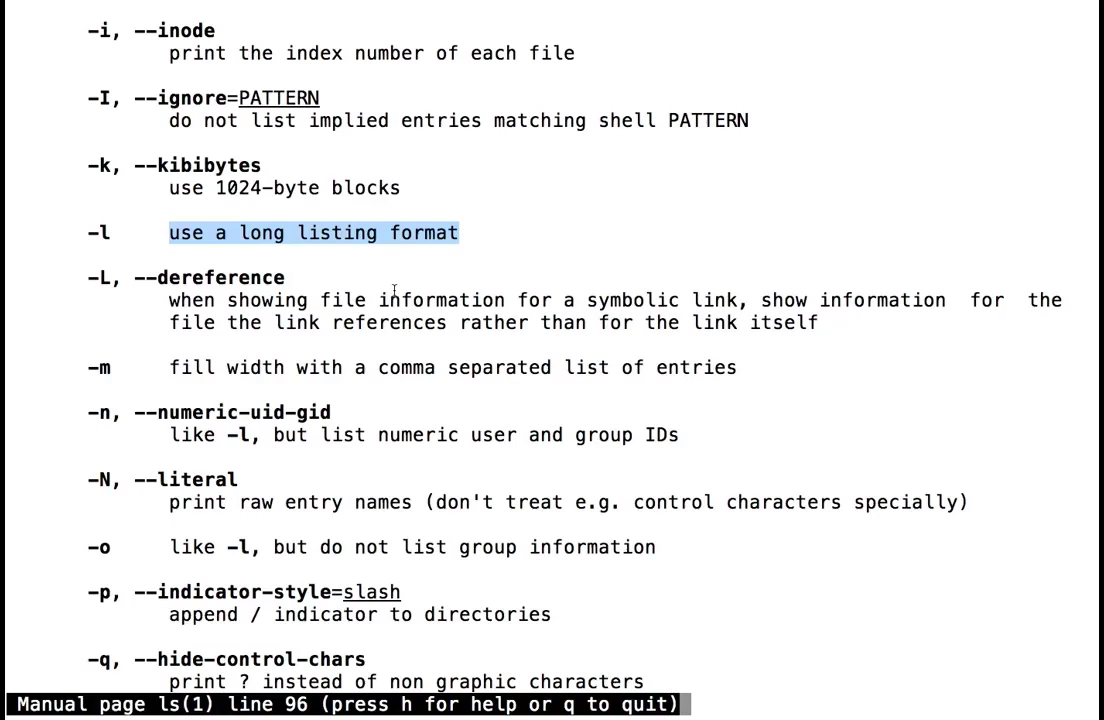 -i, --inode
print the index number of each file
-I, --ignore=PATTERN
do not list implied entries matching shell PATTERN
-k, --kibibytes
use 1024-byte blocks
-l use a long listing format
-L, --dereference
when showing file information for a symbolic link, show information for the
file the link references rather than for the link itself
-m fill width with a comma separated list of entries
-n, --numeric-uid-gid
like -l, but list numeric user and group IDs
-N, --literal
print raw entry names (don't treat e.g. control characters specially)
-o like -l, but do not list group information
-p, --indicator-style=slash
append / indicator to directories
-q, --hide-control-chars
print ? instead of non graphic characters
Manual page ls(1) line 96 (press h for help or q to quit)